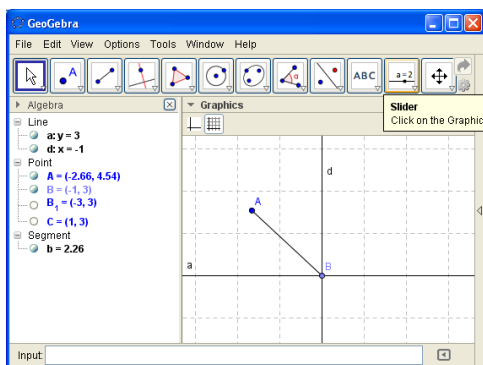 GeoGebra
File Edit View Options Tools Window Help
A
ABC
a=2
Algebra
Graphics
Slider
Click on the Graphic
Line
a: y = 3
d: x = -1
Point
A = (-2.66, 4.54)
B = (-1, 3)
B1 = (-3, 3)
C = (1, 3)
Segment
b = 2.26
d
A
a
B
Input: